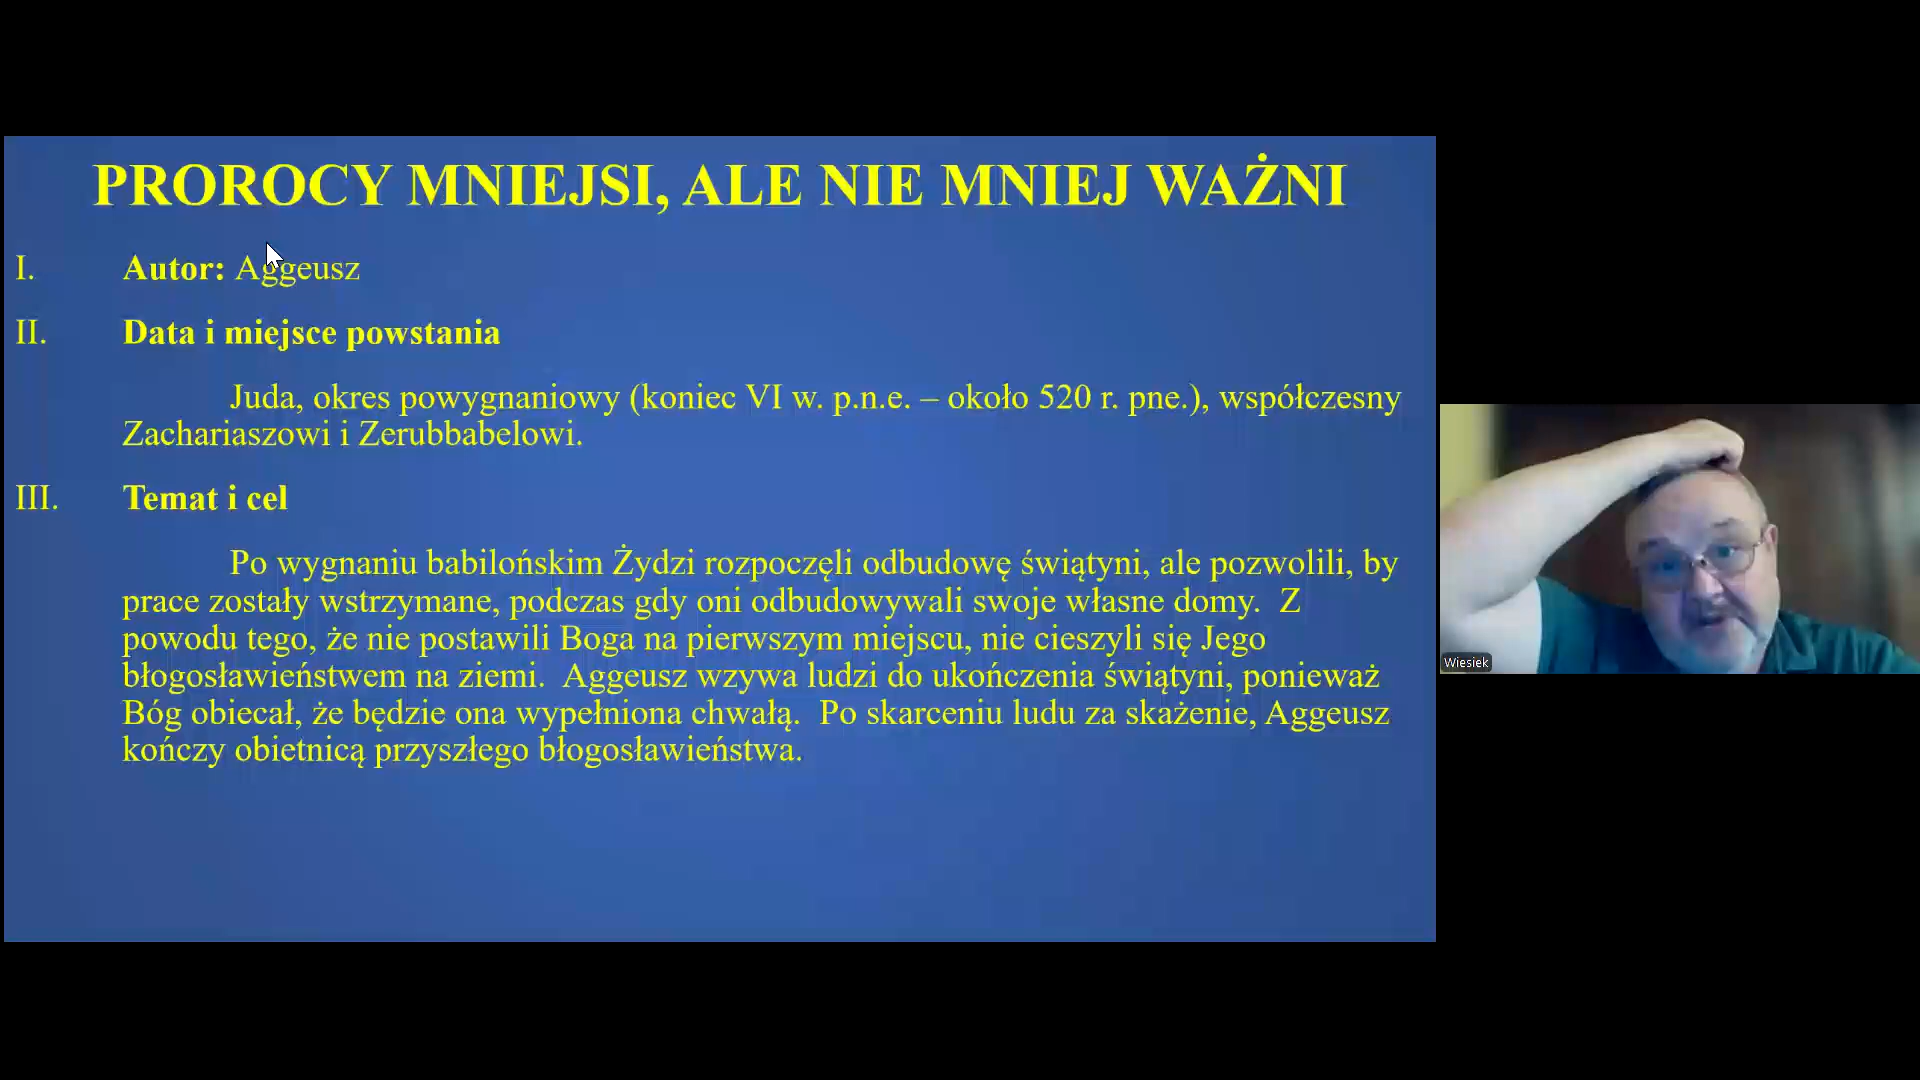 PROROCY MNIEJSI, ALE NIE MNIEJ WAŻNI
I. Autor: Aggeusz
II. Data i miejsce powstania
Juda, okres powygnaniowy (koniec VI w. p.n.e. – około 520 r. pne.), współczesny
Zachariaszowi i Zerubbabelowi.
III. Temat i cel
Po wygnaniu babilońskim Żydzi rozpoczęli odbudowę świątyni, ale pozwolili, by
prace zostały wstrzymane, podczas gdy oni odbudowywali swoje własne domy. Z
powodu tego, że nie postawili Boga na pierwszym miejscu, nie cieszyli się Jego
błogosławieństwem na ziemi. Aggeusz wzywa ludzi do ukończenia świątyni, ponieważ
Bóg obiecał, że będzie ona wypełniona chwałą. Po skarceniu ludu za skażenie, Aggeusz
kończy obietnicą przyszłego błogosławieństwa.
Wiesiek